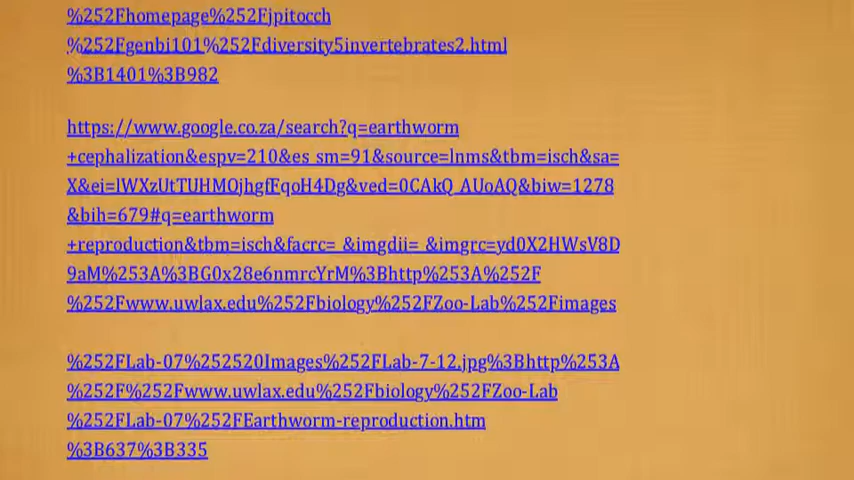 %252Fhomepage%252Fjpitocch
%252Fgenbi101%252Fdiversity5invertebrates2.html
%3B1401%3B982
https://www.google.co.za/search?q=earthworm
+cephalization&espv=210&es_sm=91&source=lnms&tbm=isch&sa=
X&ei=lWXzUtTUHMOjhgfFqoH4Dg&ved=0CAkQ_AUoAQ&biw=1278
&bih=679#q=earthworm
+reproduction&tbm=isch&facrc=_&imgdii=_&imgrc=yd0X2HWsV8D
9aM%253A%3BG0x28e6nmrcYrM%3Bhttp%253A%252F
%252Fwww.uwlax.edu%252Fbiology%252FZoo-Lab%252Fimages
%252FLab-07%252520Images%252FLab-7-12.jpg%3Bhttp%253A
%252F%252Fwww.uwlax.edu%252Fbiology%252FZoo-Lab
%252FLab-07%252FEarthworm-reproduction.htm
%3B637%3B335